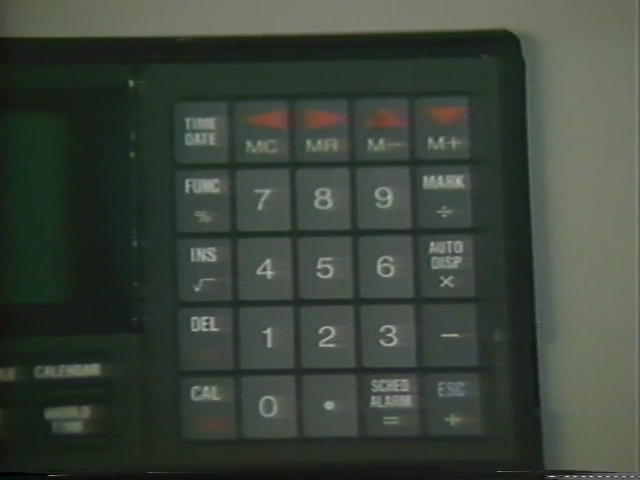 TIME
DATE
MC MR M− M+
FUNC
%
7 8 9
MARK
÷
INS
√
4 5 6
AUTO
DISP
×
DEL
1 2 3 −
CAL
0 .
SCHED
ALARM
=
ESC
+
CALENDAR
WORLD
TIME